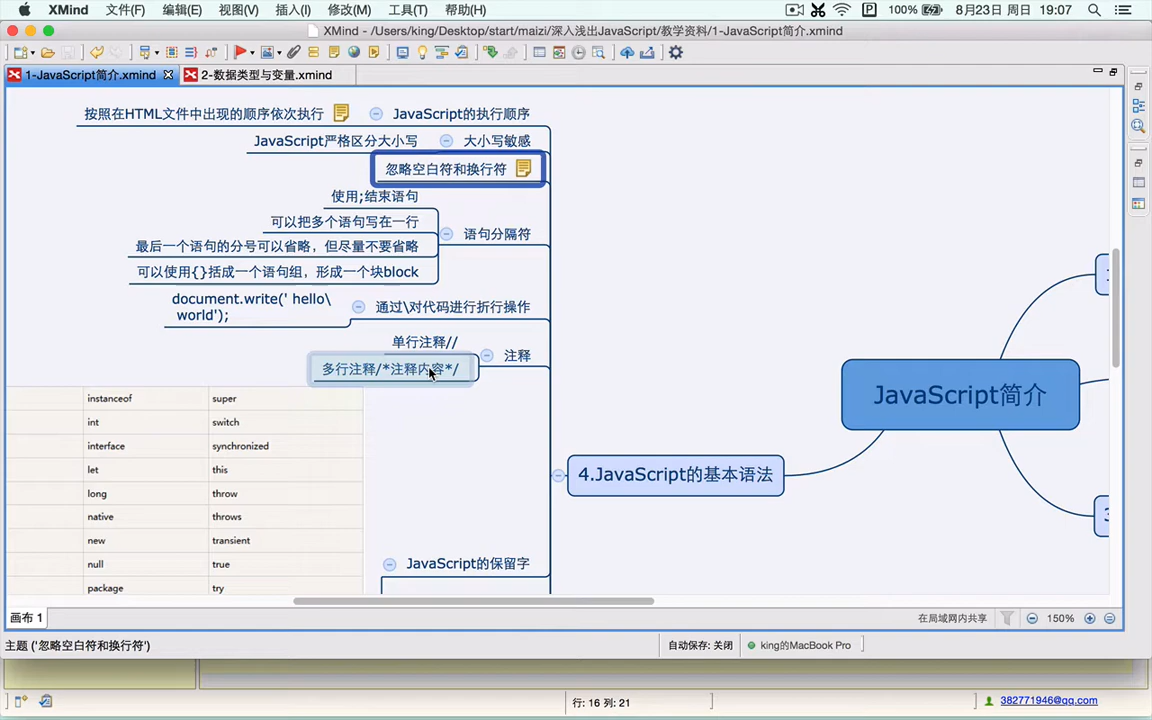 XMind 文件(F) 编辑(E) 视图(V) 插入(I) 修改(M) 工具(T) 帮助(H) 100% 8月23日 周日 19:07
XMind - /Users/king/Desktop/start/maizi/深入浅出JavaScript/教学资料/1-JavaScript简介.xmind
1-JavaScript简介.xmind 2-数据类型与变量.xmind
按照在HTML文件中出现的顺序依次执行 JavaScript的执行顺序
JavaScript严格区分大小写 大小写敏感
忽略空白符和换行符
使用;结束语句
可以把多个语句写在一行
语句分隔符
最后一个语句的分号可以省略，但尽量不要省略
可以使用{}括成一个语句组，形成一个块block
document.write(' hello\
world');
通过\对代码进行折行操作
单行注释//
注释
多行注释/*注释内容*/
instanceof super
int switch
interface synchronized
let this
long throw
native throws
new transient
null true
package try
JavaScript的保留字
4.JavaScript的基本语法
JavaScript简介
画布 1
在局域网内共享 150%
主题 ('忽略空白符和换行符') 自动保存: 关闭 king的MacBook Pro
行: 16 列: 21 382771946@qq.com